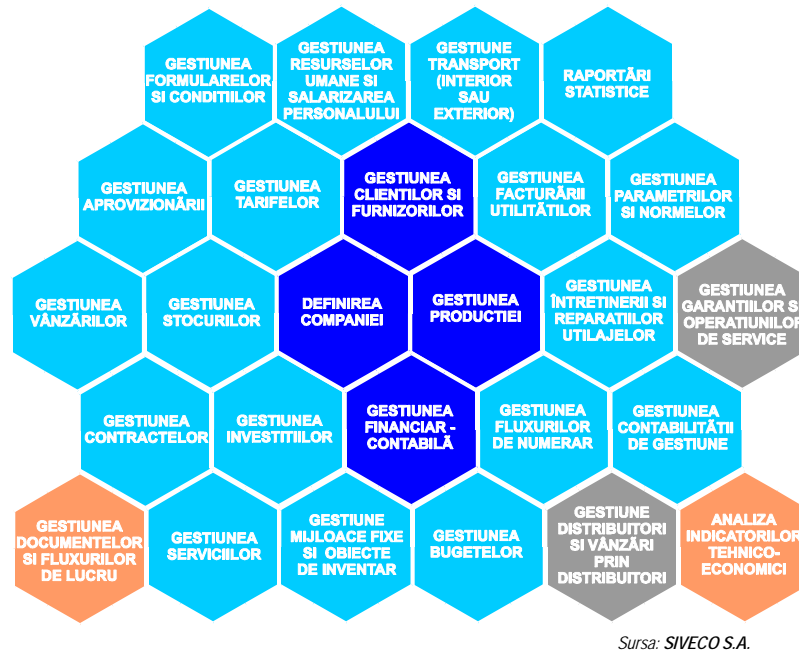 GESTIUNEA
FORMULARELOR
SI CONDITIILOR
GESTIUNEA
RESURSELOR
UMANE SI
SALARIZAREA
PERSONALULUI
GESTIUNE
TRANSPORT
(INTERIOR
SAU
EXTERIOR)
RAPORTĂRI
STATISTICE
GESTIUNEA
APROVIZIONĂRII
GESTIUNEA
TARIFELOR
GESTIUNEA
CLIENTILOR SI
FURNIZORILOR
GESTIUNEA
FACTURĂRII
UTILITĂTILOR
GESTIUNEA
PARAMETRILOR
SI NORMELOR
GESTIUNEA
VÂNZĂRILOR
GESTIUNEA
STOCURILOR
DEFINIREA
COMPANIEI
GESTIUNEA
PRODUCTIEI
GESTIUNEA
ÎNTRETINERII SI
REPARATIILOR
UTILAJELOR
GESTIUNEA
GARANTIILOR S
OPERATIUNILOR
DE SERVICE
GESTIUNEA
CONTRACTELOR
GESTIUNEA
INVESTITIILOR
GESTIUNEA
FINANCIAR -
CONTABILĂ
GESTIUNEA
FLUXURILOR
DE NUMERAR
GESTIUNEA
CONTABILITĂTII
DE GESTIUNE
GESTIUNEA
DOCUMENTELOR
SI FLUXURILOR
DE LUCRU
GESTIUNEA
SERVICIILOR
GESTIUNE
MIJLOACE FIXE
SI OBIECTE
DE INVENTAR
GESTIUNEA
BUGETELOR
GESTIUNE
DISTRIBUITORI
SI VÂNZĂRI
PRIN
DISTRIBUITORI
ANALIZA
INDICATORILOR
TEHNICO-
ECONOMICI
Sursa: SIVECO S.A.